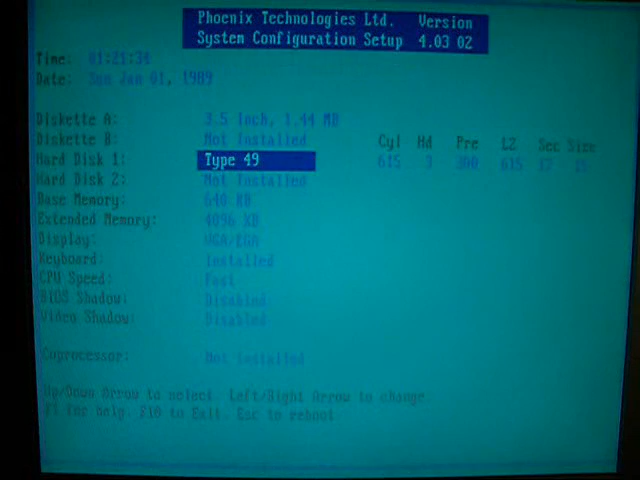 Phoenix Technologies Ltd. Version
System Configuration Setup 4.03 02
Time: 01:21:34
Date: Sun Jan 01, 1989
Diskette A: 3.5 Inch, 1.44 MB
Diskette B: Not Installed Cyl Hd Pre LZ Sec Size
Hard Disk 1: Type 49 615 3 300 615 17 15
Hard Disk 2: Not Installed
Base Memory: 640 KB
Extended Memory: 4096 KB
Display: VGA/EGA
Keyboard: Installed
CPU Speed: Fast
BIOS Shadow: Disabled
Video Shadow: Disabled
Coprocessor: Not Installed
Up/Down Arrow to select. Left/Right Arrow to change.
F1 for help. F10 to Exit. Esc to reboot.